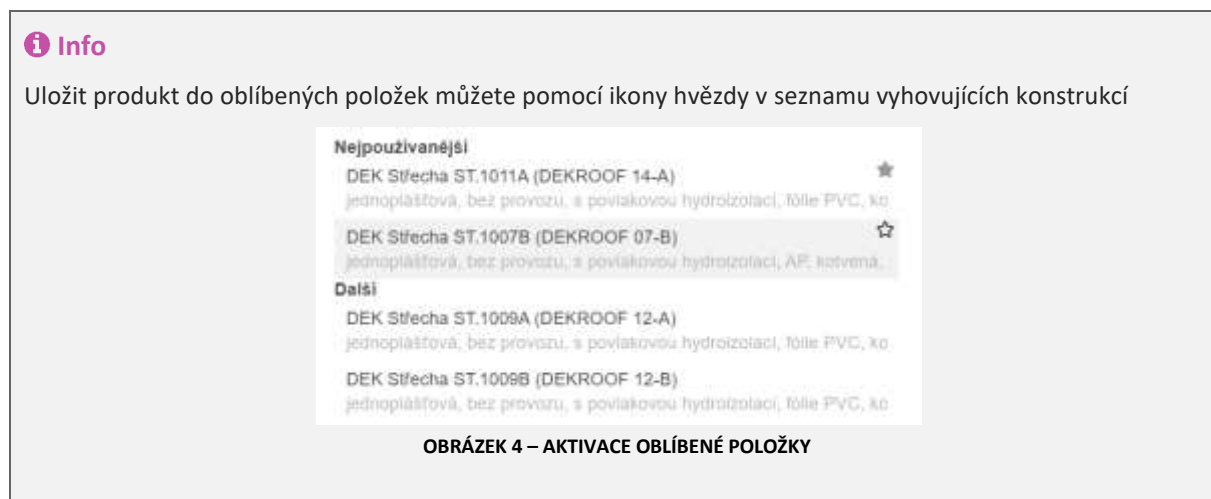 Info
Uložit produkt do oblíbených položek můžete pomocí ikony hvězdy v seznamu vyhovujících konstrukcí
Nejpoužívanější
DEK Střecha ST.1011A (DEKROOF 14-A)
jednoplášťová, bez provozu, s povlakovou hydroizolací, fólie PVC, ko
DEK Střecha ST.1007B (DEKROOF 07-B)
jednoplášťová, bez provozu, s povlakovou hydroizolací, AP, kotvená,
Další
DEK Střecha ST.1009A (DEKROOF 12-A)
jednoplášťová, bez provozu, s povlakovou hydroizolací, fólie PVC, ko
DEK Střecha ST.1009B (DEKROOF 12-B)
jednoplášťová, bez provozu, s povlakovou hydroizolací, fólie PVC, ko
OBRÁZEK 4 – AKTIVACE OBLÍBENÉ POLOŽKY